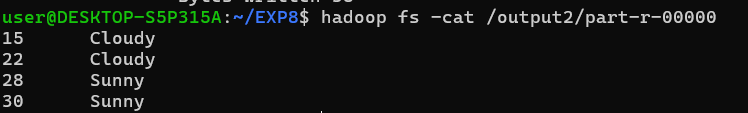 user@DESKTOP-S5P315A:~/EXP8$ hadoop fs -cat /output2/part-r-00000
15      Cloudy
22      Cloudy
28      Sunny
30      Sunny